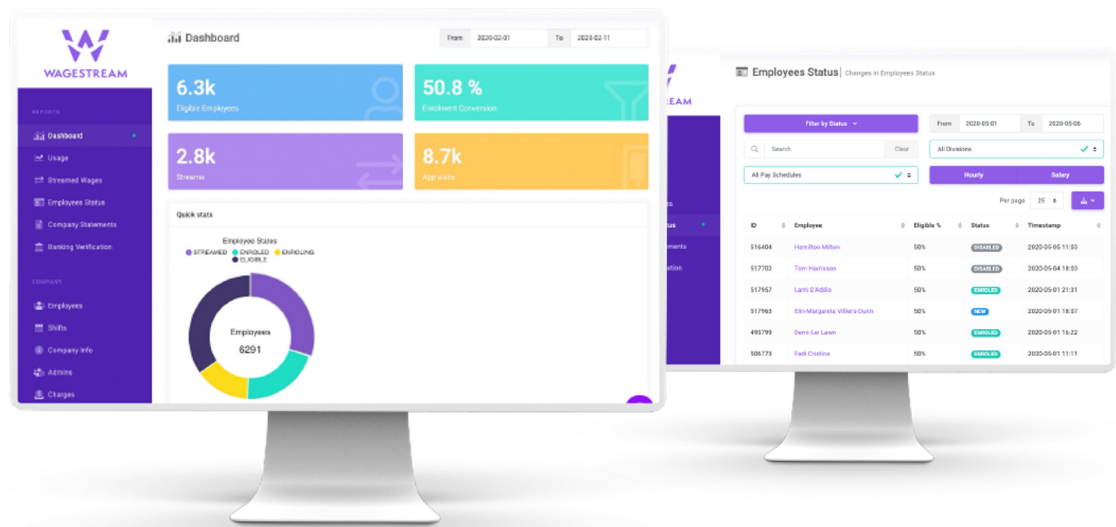 WAGESTREAM
REPORTS
Dashboard
Usage
Streamed Wages
Employees Status
Company Statements
Banking Verification
COMPANY
Employees
Shifts
Company Info
Admins
Charges
Dashboard
From 2020-02-01 To 2020-02-11
6.3k
Eligible Employees
50.8 %
Enrolment Conversion
2.8k
Streams
8.7k
App visits
Quick stats
Employee States
STREAMED ENROLED ENROLING
ELIGIBLE
Employees
6291
EAM
Employees Status Changes in Employees Status
Filter by Status From 2020-05-01 To 2020-05-06
Search Clear All Divisions
All Pay Schedules Hourly Salary
Per page 25
ID Employee Eligible % Status Timestamp
516404 Hamilton Milton 50% DISABLED 2020-05-05 11:03
517702 Tom Harrisson 50% DISABLED 2020-05-04 18:03
517957 Lami D'Addio 50% ENROLED 2020-05-01 21:31
517963 Elin-Margareta Villiers-Dunn 50% NEW 2020-05-01 18:07
495799 Demi-Lei Lawn 50% ENROLED 2020-05-01 16:22
506773 Fadi Cristina 50% ENROLED 2020-05-01 11:11